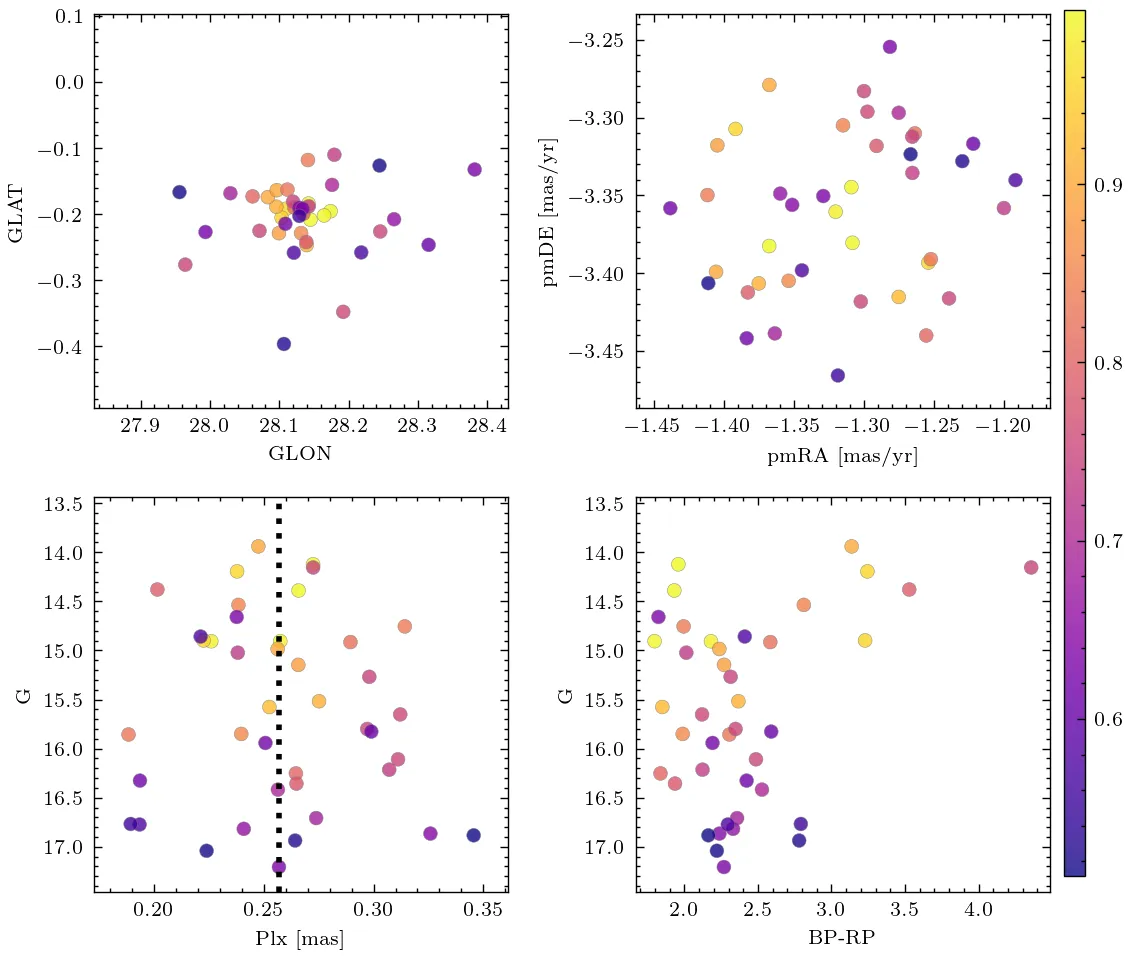 0.1
0.0
−0.1
−0.2
−0.3
−0.4
GLAT
27.9 28.0 28.1 28.2 28.3 28.4
GLON
−3.25
−3.30
−3.35
−3.40
−3.45
pmDE [mas/yr]
−1.45 −1.40 −1.35 −1.30 −1.25 −1.20
pmRA [mas/yr]
0.9
0.8
0.7
0.6
13.5
14.0
14.5
15.0
15.5
16.0
16.5
17.0
G
0.20 0.25 0.30 0.35
Plx [mas]
13.5
14.0
14.5
15.0
15.5
16.0
16.5
17.0
G
2.0 2.5 3.0 3.5 4.0
BP-RP